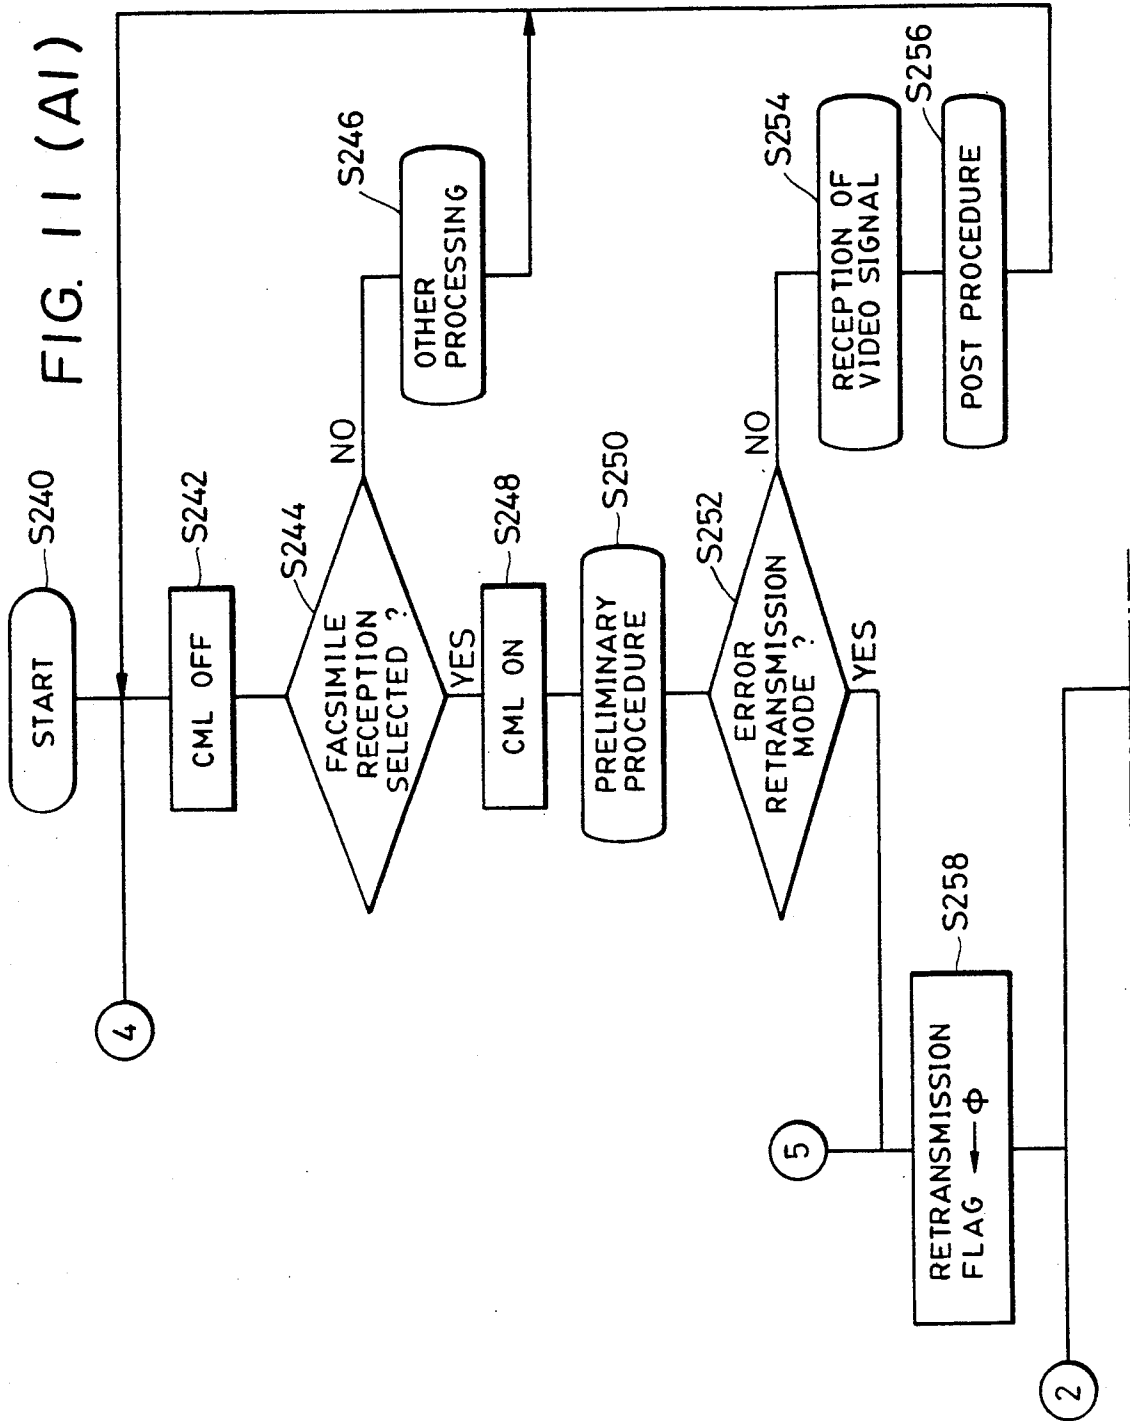 FIG. 11 (A1)
START
S240
4
CML OFF
S242
FACSIMILE
RECEPTION
SELECTED ?
S244
NO
YES
OTHER
PROCESSING
S246
CML ON
S248
PRELIMINARY
PROCEDURE
S250
ERROR
RETRANSMISSION
MODE ?
S252
NO
YES
RECEPTION OF
VIDEO SIGNAL
S254
POST PROCEDURE
S256
5
RETRANSMISSION
FLAG ← Φ
S258
2